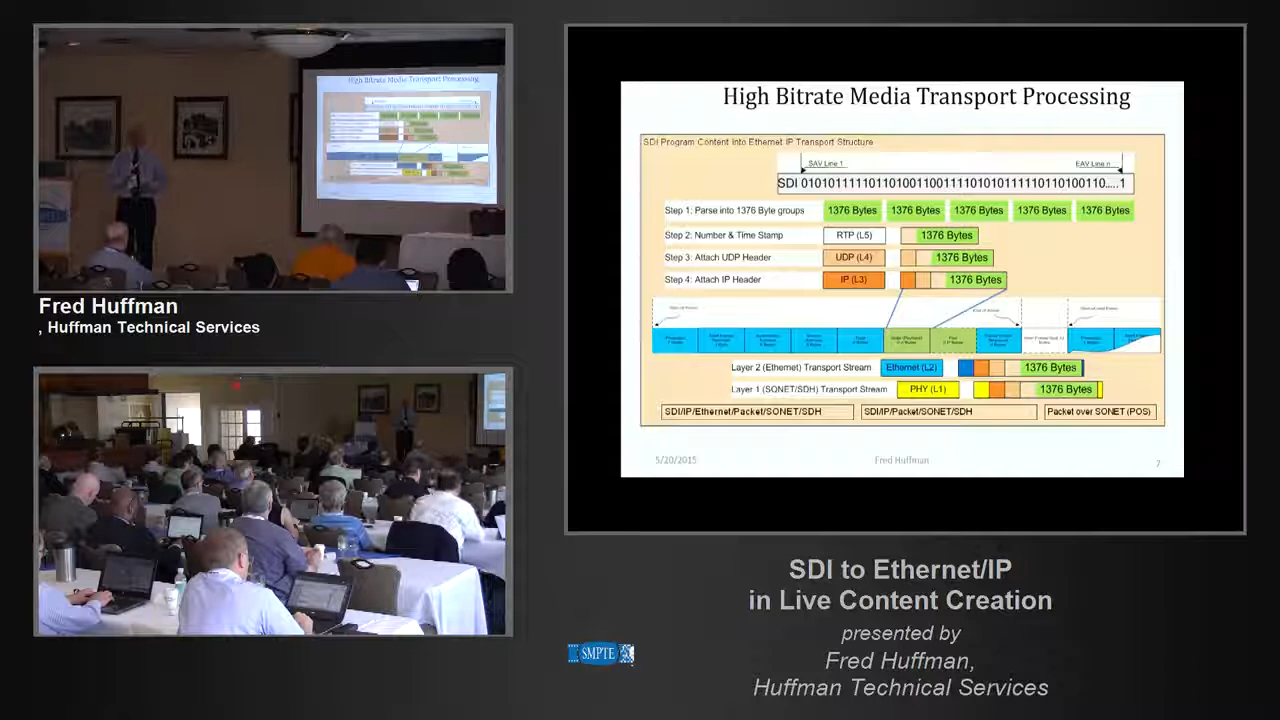 High Bitrate Media Transport Processing
Fred Huffman
, Huffman Technical Services
High Bitrate Media Transport Processing
SDI Program Content Into Ethernet IP Transport Structure
SAV Line 1
EAV Line n
SDI 0101011111011010011001111010101111101101001 10.....1
Step 1: Parse into 1376 Byte groups
1376 Bytes 1376 Bytes 1376 Bytes 1376 Bytes 1376 Bytes
Step 2: Number & Time Stamp
RTP (L5)
1376 Bytes
Step 3: Attach UDP Header
UDP (L4)
1376 Bytes
Step 4: Attach IP Header
IP (L3)
1376 Bytes
Layer 2 (Ethernet) Transport Stream
Ethernet (L2)
1376 Bytes
Layer 1 (SONET/SDH) Transport Stream
PHY (L1)
1376 Bytes
SDI/IP/Ethernet/Packet/SONET/SDH
SDI/IP/Packet/SONET/SDH
Packet over SONET (POS)
5/20/2015
Fred Huffman
7
SDI to Ethernet/IP
in Live Content Creation
presented by
Fred Huffman,
Huffman Technical Services
SMPTE